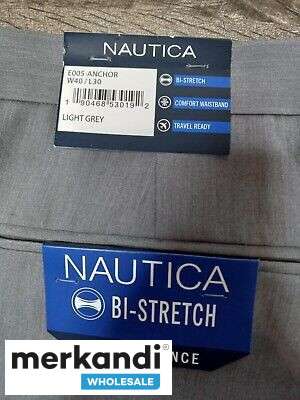 NAUTICA
E005-ANCHOR
W40/L30
1 90468 53019 2
LIGHT GREY
BI-STRETCH
COMFORT WAISTBAND
TRAVEL READY
NAUTICA
BI-STRETCH
merkandi
WHOLESALE